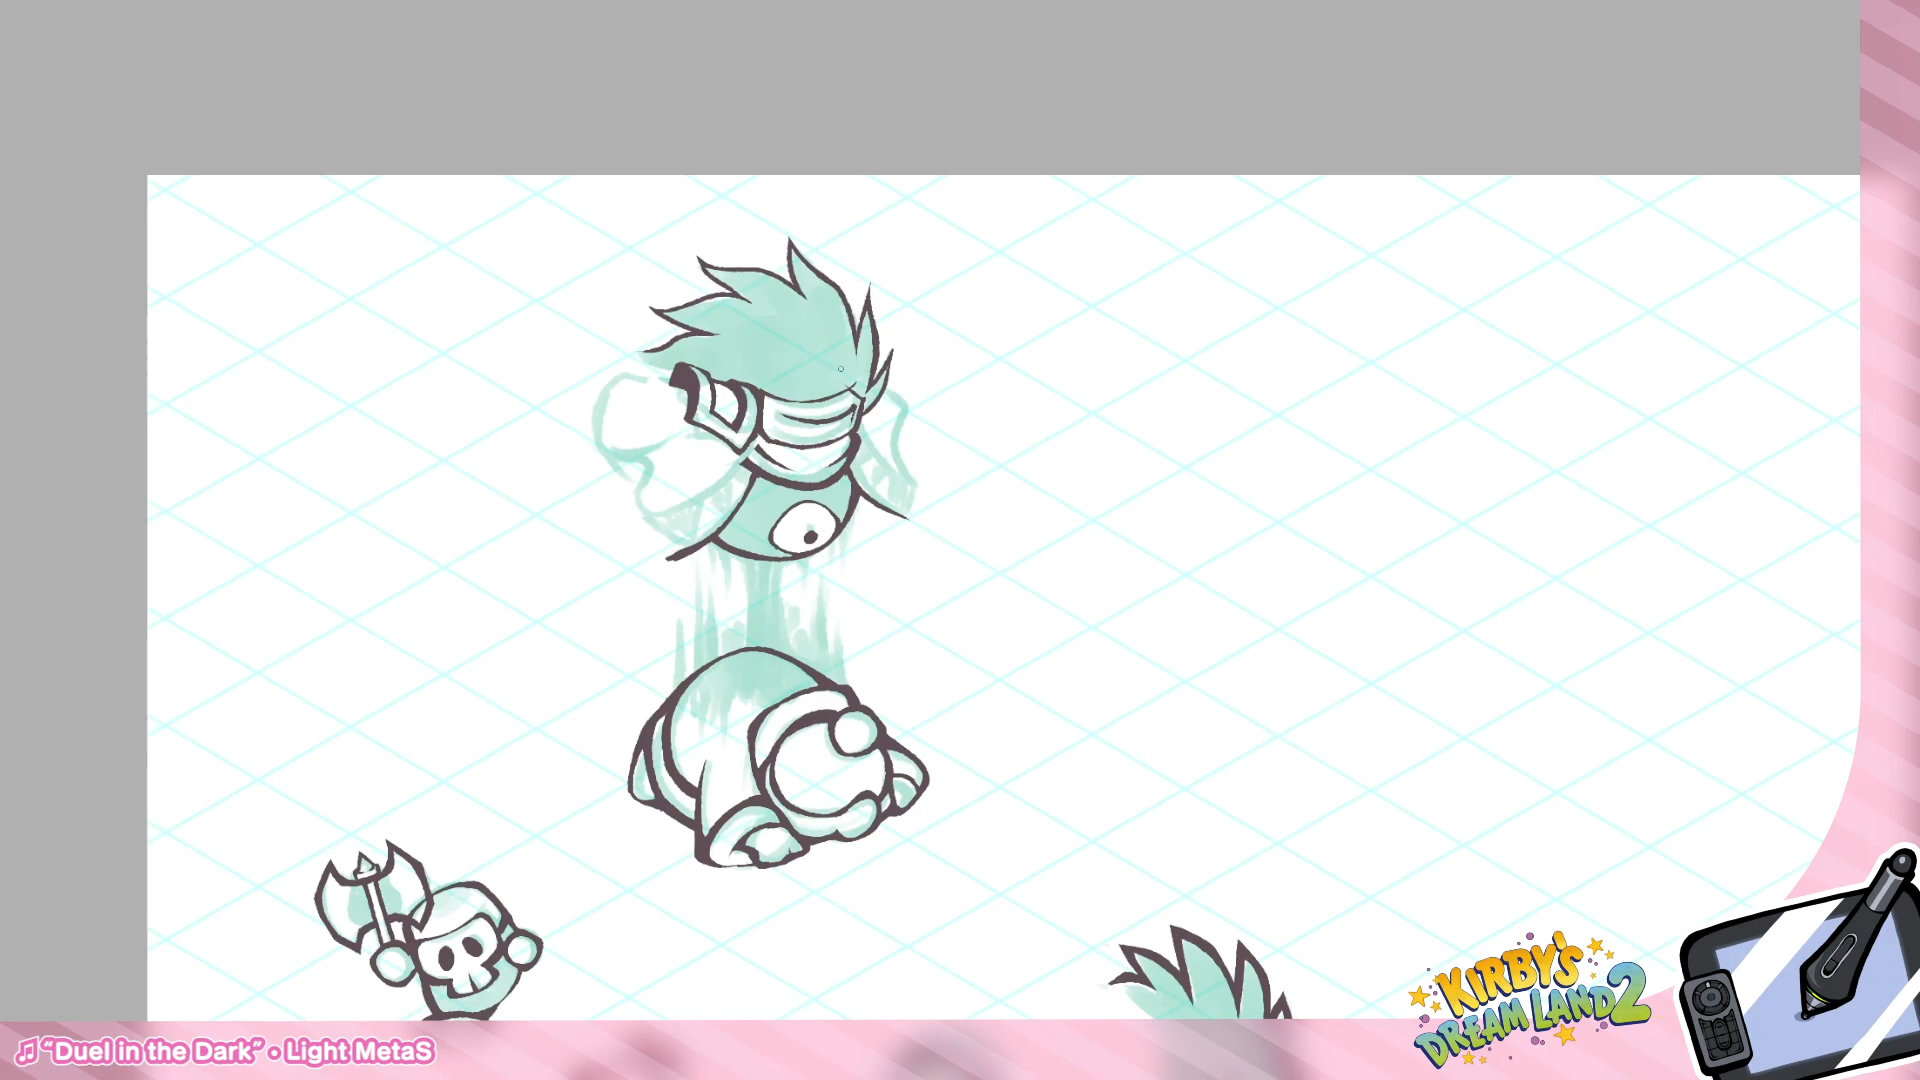 KIRBY'S
DREAM LAND 2
♫ “Duel in the Dark” • Light MetaS